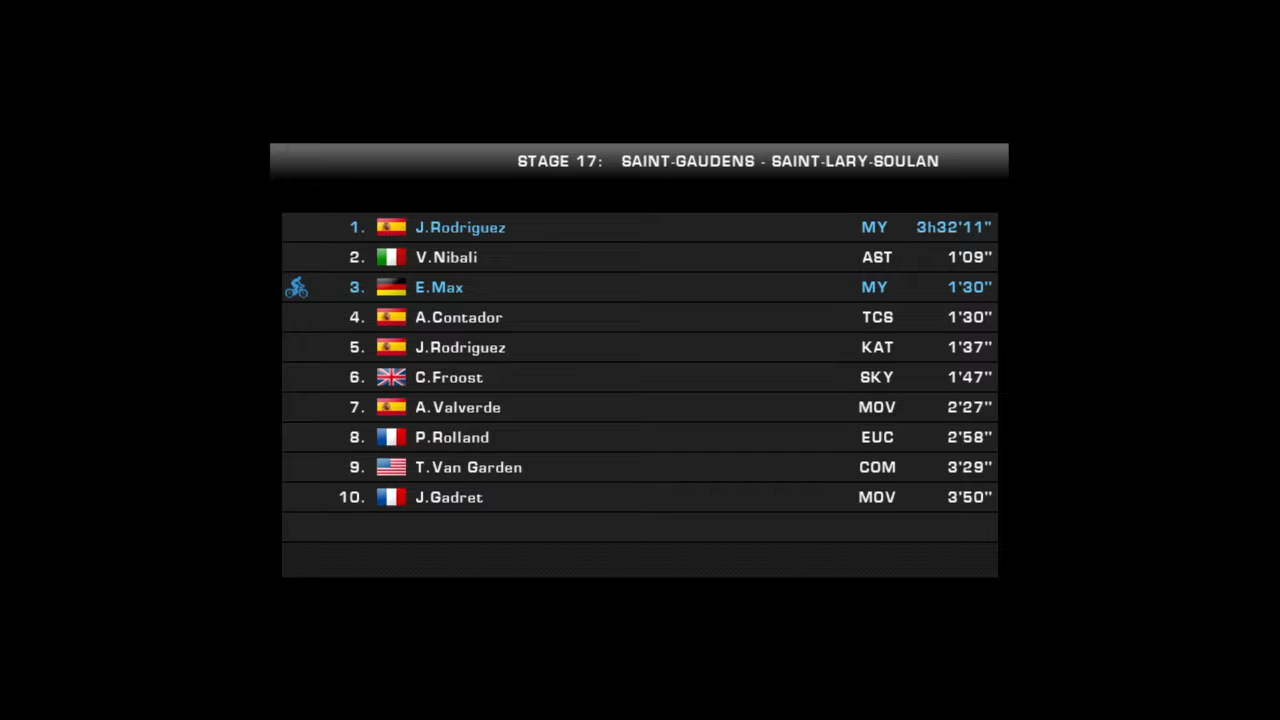 STAGE 17: SAINT-GAUDENS - SAINT-LARY-SOULAN
1. J.Rodriguez MY 3h32'11"
2. V.Nibali AST 1'09"
3. E.Max MY 1'30"
4. A.Contador TCS 1'30"
5. J.Rodriguez KAT 1'37"
6. C.Froost SKY 1'47"
7. A.Valverde MOV 2'27"
8. P.Rolland EUC 2'58"
9. T.Van Garden COM 3'29"
10. J.Gadret MOV 3'50"